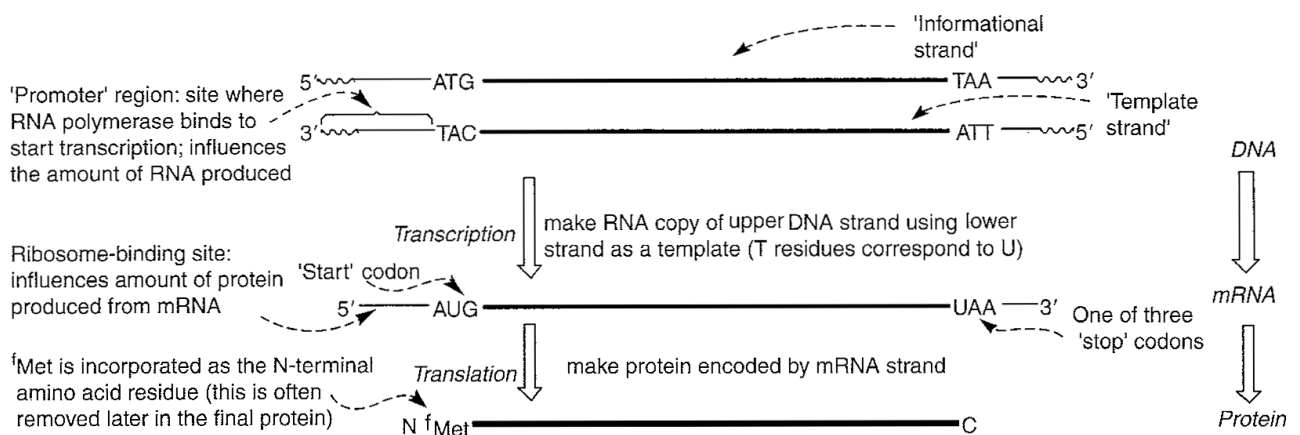 'Informational
strand'
5′ ATG TAA 3′
'Promoter' region: site where
RNA polymerase binds to
start transcription; influences
the amount of RNA produced
3′ TAC ATT 5′
'Template
strand'
DNA
Transcription
make RNA copy of upper DNA strand using lower
strand as a template (T residues correspond to U)
Ribosome-binding site:
influences amount of protein
produced from mRNA
'Start' codon
5′ AUG UAA 3′
mRNA
One of three
'stop' codons
fMet is incorporated as the N-terminal
amino acid residue (this is often
removed later in the final protein)
Translation
make protein encoded by mRNA strand
N fMet C
Protein